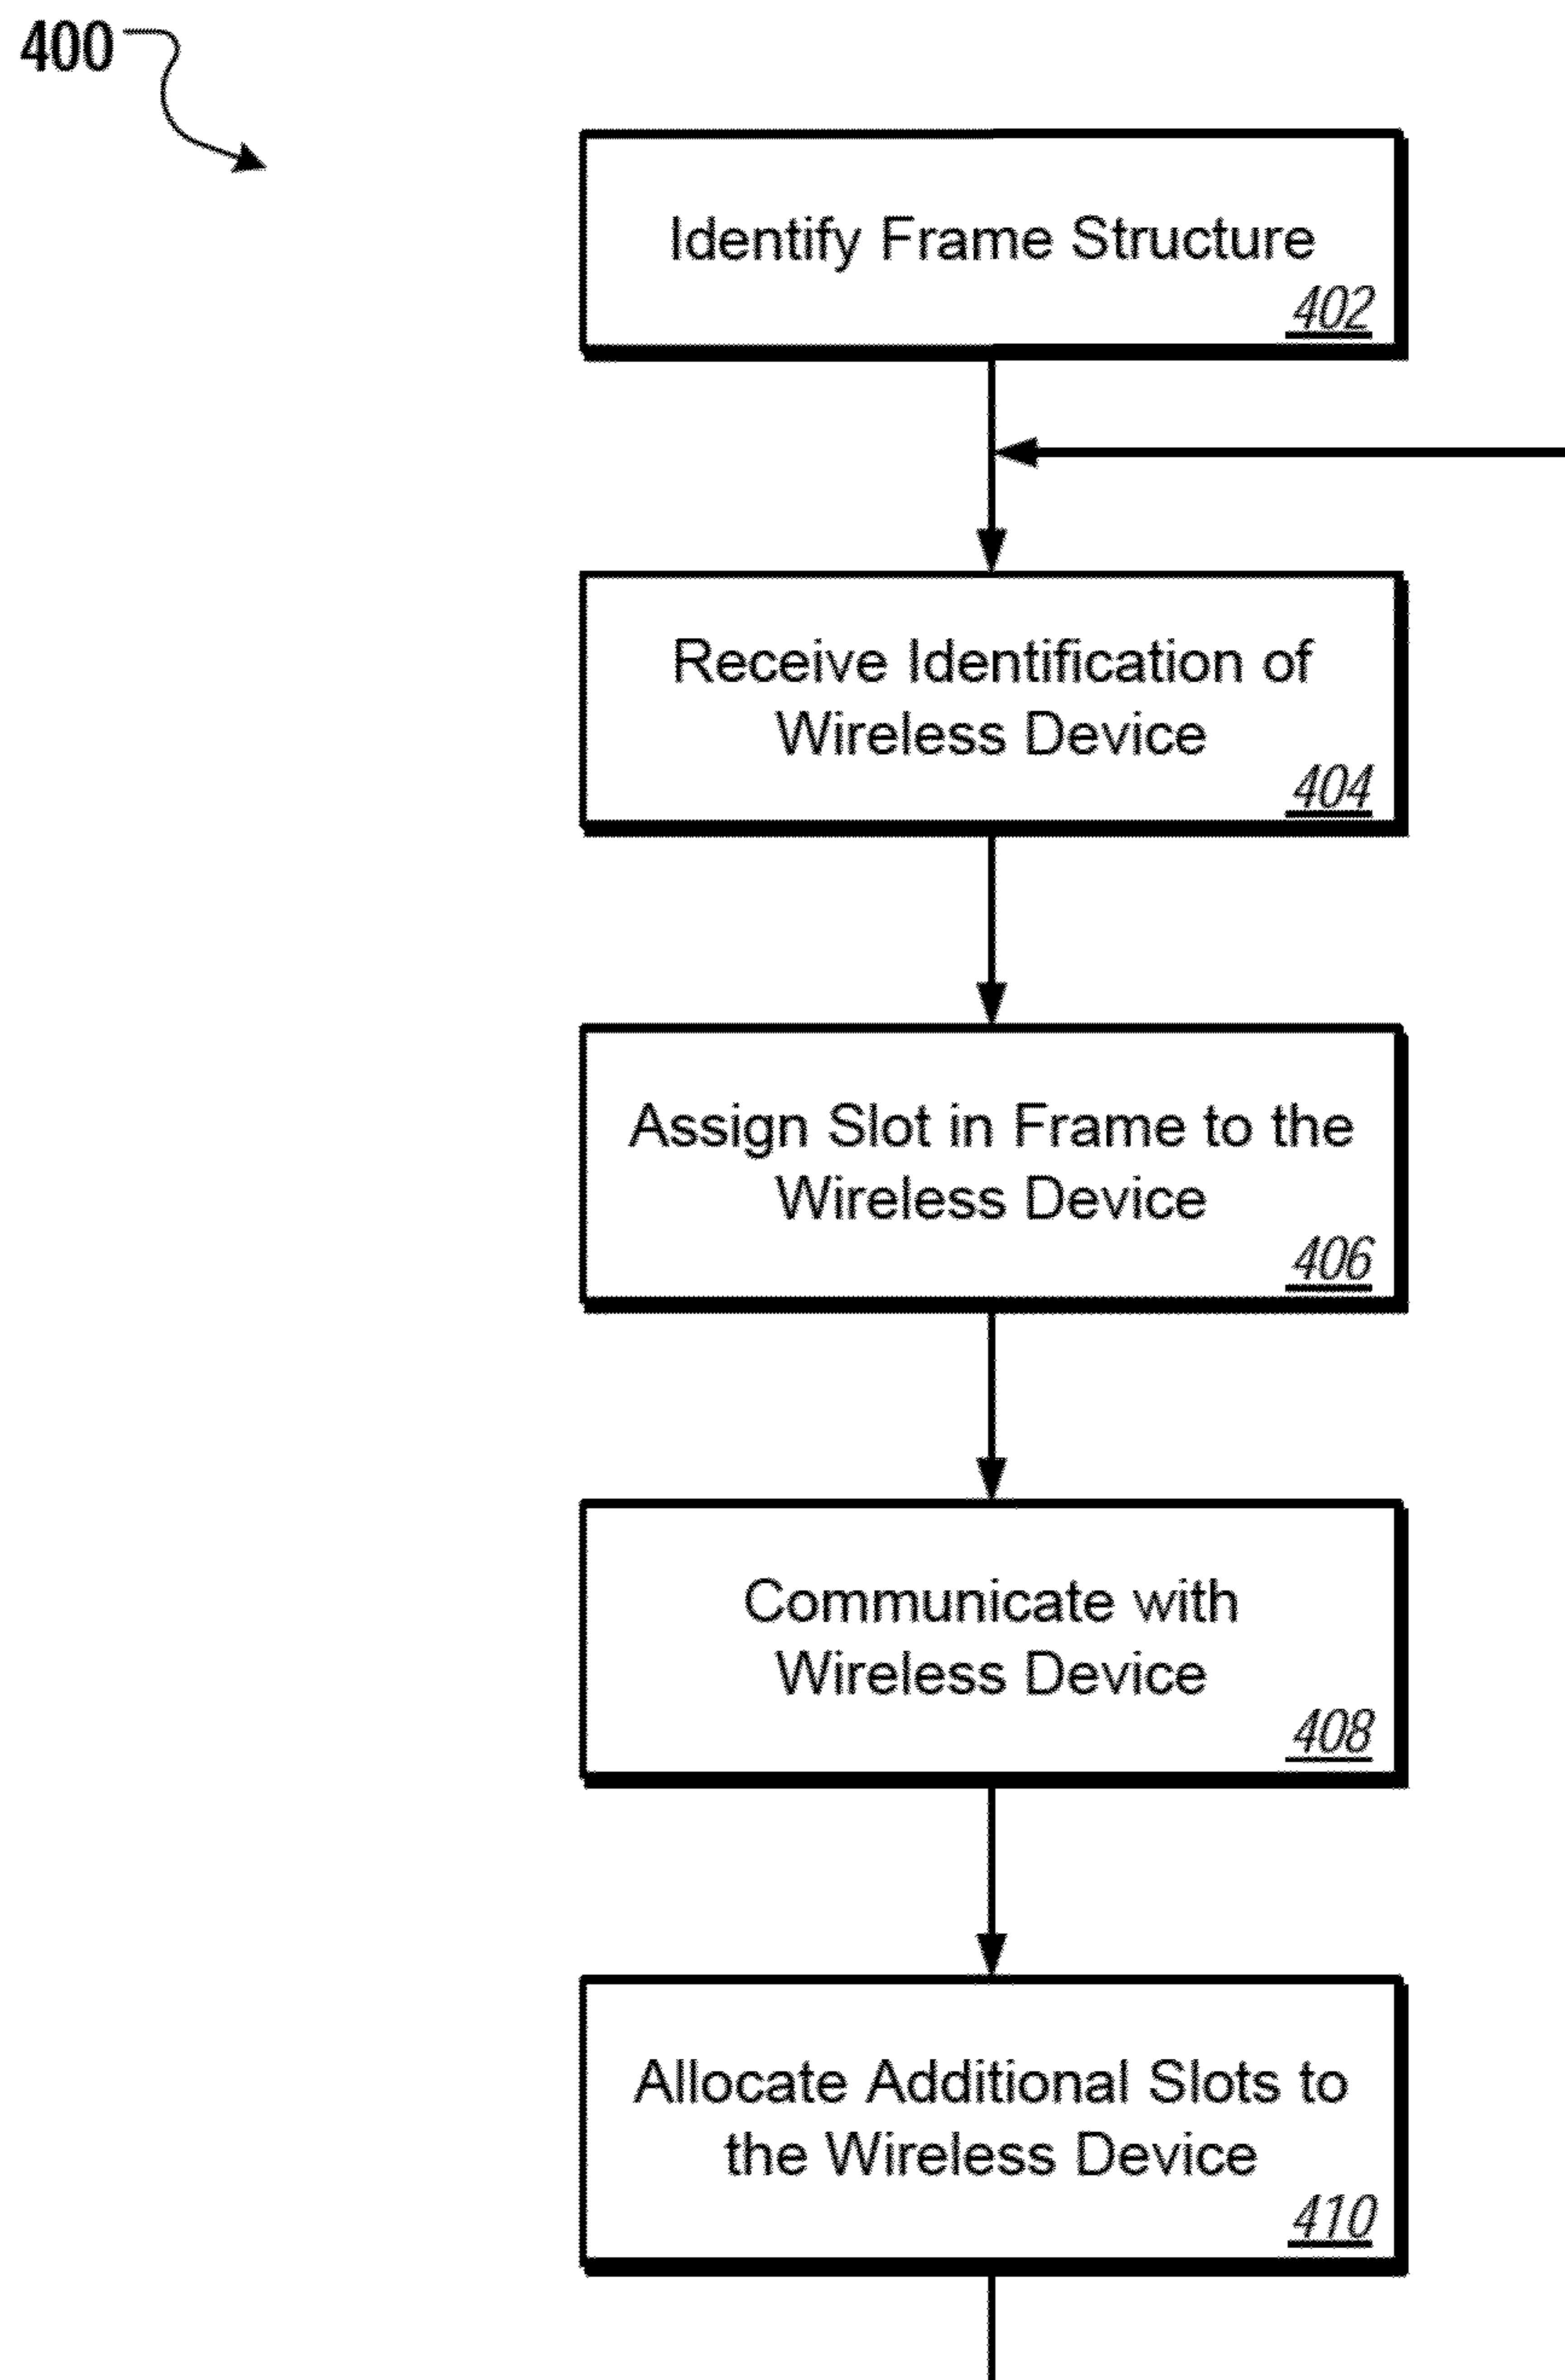 400
Identify Frame Structure
402
Receive Identification of
Wireless Device
404
Assign Slot in Frame to the
Wireless Device
406
Communicate with
Wireless Device
408
Allocate Additional Slots to
the Wireless Device
410